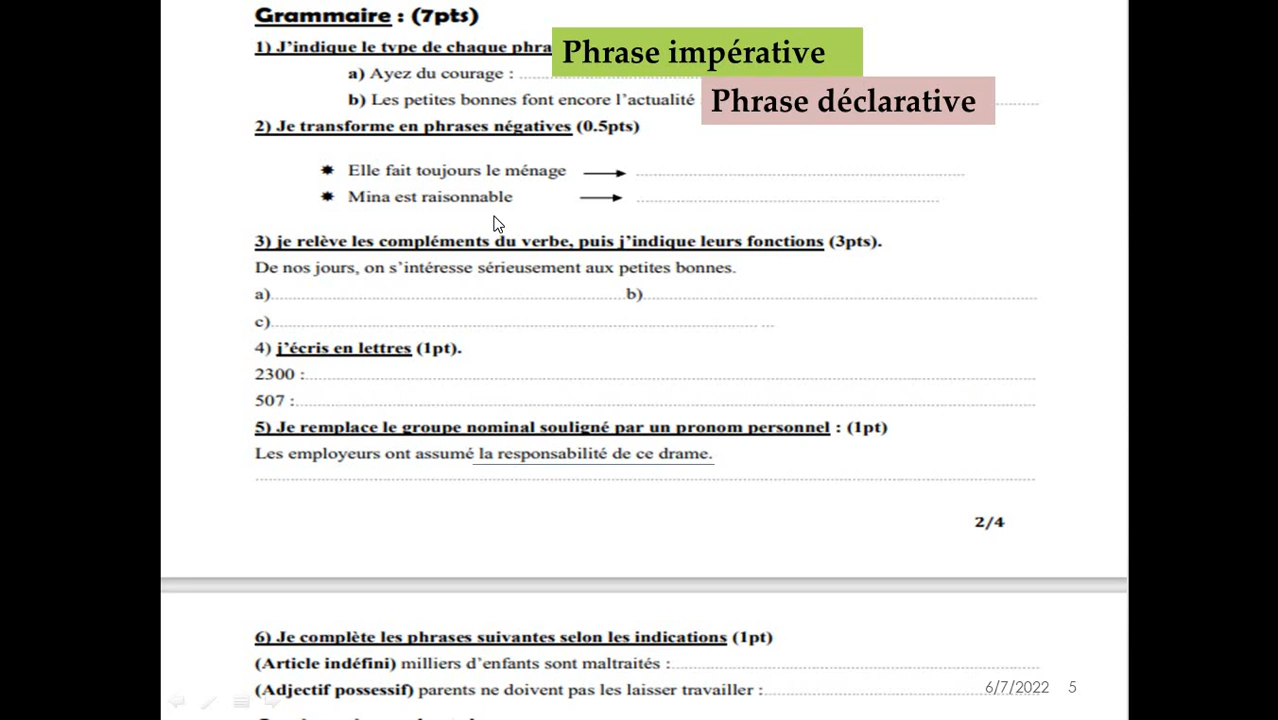 Grammaire : (7pts)
1) J'indique le type de chaque phra
Phrase impérative
a) Ayez du courage : ........
b) Les petites bonnes font encore l'actualité
Phrase déclarative
2) Je transforme en phrases négatives (0.5pts)
✷ Elle fait toujours le ménage → ........
✷ Mina est raisonnable → ........
3) je relève les compléments du verbe, puis j'indique leurs fonctions (3pts).
De nos jours, on s'intéresse sérieusement aux petites bonnes.
a)........b)........
c)........ ...
4) j'écris en lettres (1pt).
2300 :........
507 :........
5) Je remplace le groupe nominal souligné par un pronom personnel : (1pt)
Les employeurs ont assumé la responsabilité de ce drame.
2/4
6) Je complète les phrases suivantes selon les indications (1pt)
(Article indéfini) milliers d'enfants sont maltraités :........
(Adjectif possessif) parents ne doivent pas les laisser travailler :........
6/7/2022 5